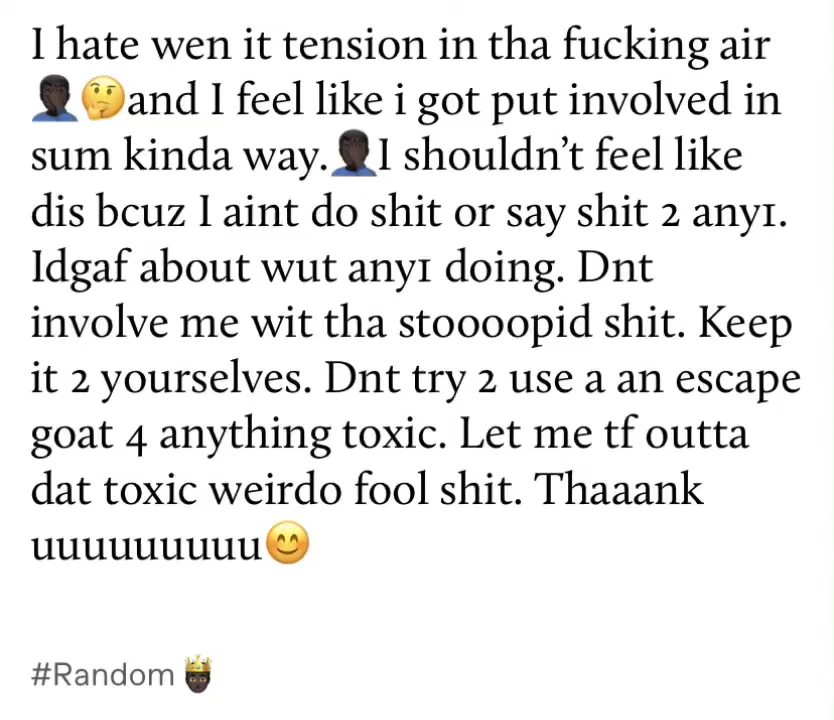 I hate wen it tension in tha fucking air
🤦🏿‍♂️🤔and I feel like i got put involved in
sum kinda way.🤦🏿‍♂️I shouldn’t feel like
dis bcuz I aint do shit or say shit 2 any1.
Idgaf about wut any1 doing. Dnt
involve me wit tha stoooopid shit. Keep
it 2 yourselves. Dnt try 2 use a an escape
goat 4 anything toxic. Let me tf outta
dat toxic weirdo fool shit. Thaaank
uuuuuuuuu😊
#Random🤴🏿